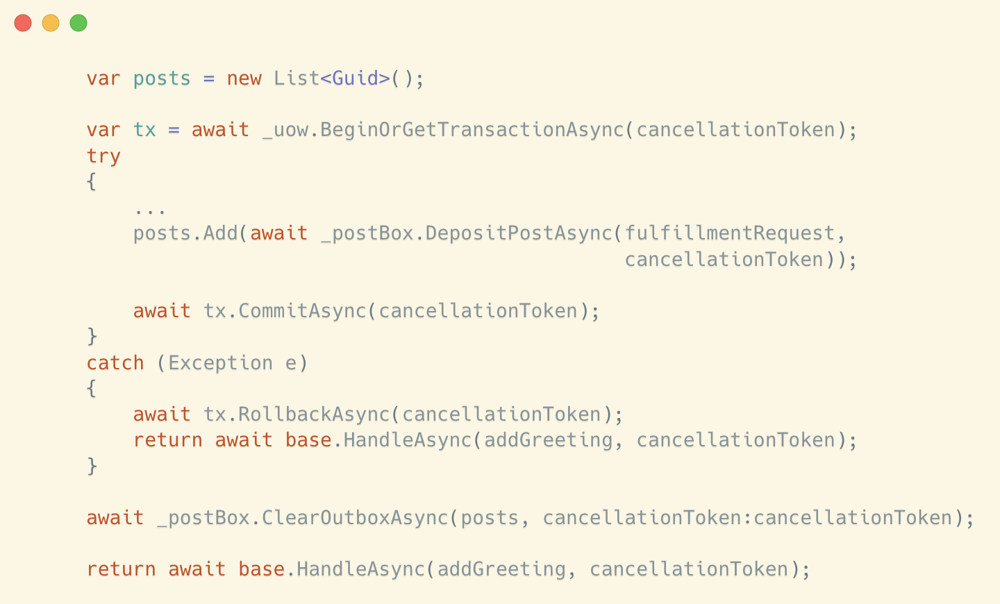 var posts = new List<Guid>();

var tx = await _uow.BeginOrGetTransactionAsync(cancellationToken);
try
{
    ...
    posts.Add(await _postBox.DepositPostAsync(fulfillmentRequest,
                                              cancellationToken));

    await tx.CommitAsync(cancellationToken);
}
catch (Exception e)
{
    await tx.RollbackAsync(cancellationToken);
    return await base.HandleAsync(addGreeting, cancellationToken);
}

await _postBox.ClearOutboxAsync(posts, cancellationToken:cancellationToken);

return await base.HandleAsync(addGreeting, cancellationToken);